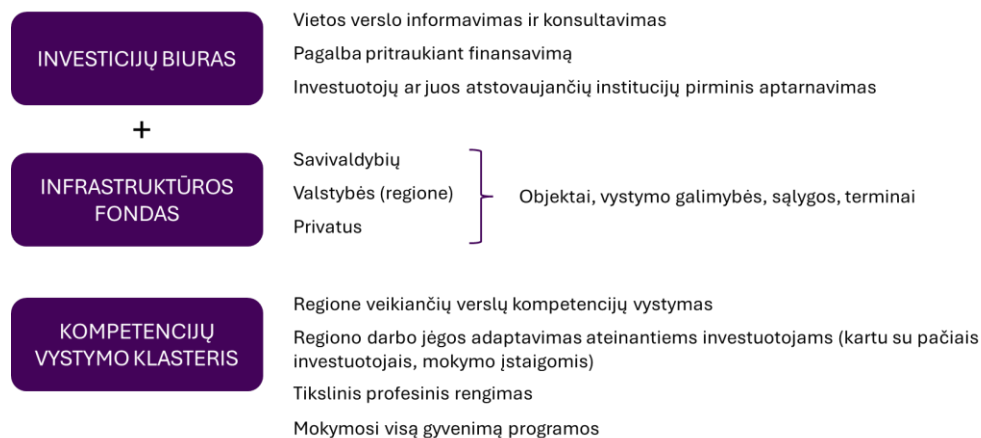 INVESTICIJŲ BIURAS
Vietos verslo informavimas ir konsultavimas
Pagalba pritraukiant finansavimą
Investuotojų ar juos atstovaujančių institucijų pirminis aptarnavimas
+
INFRASTRUKTŪROS
FONDAS
Savivaldybių
Valstybės (regione)
Privatus
Objektai, vystymo galimybės, sąlygos, terminai
KOMPETENCIJŲ
VYSTYMO KLASTERIS
Regione veikiančių verslų kompetencijų vystymas
Regiono darbo jėgos adaptavimas ateinantiems investuotojams (kartu su pačiais
investuotojais, mokymo įstaigomis)
Tikslinis profesinis rengimas
Mokymosi visą gyvenimą programos